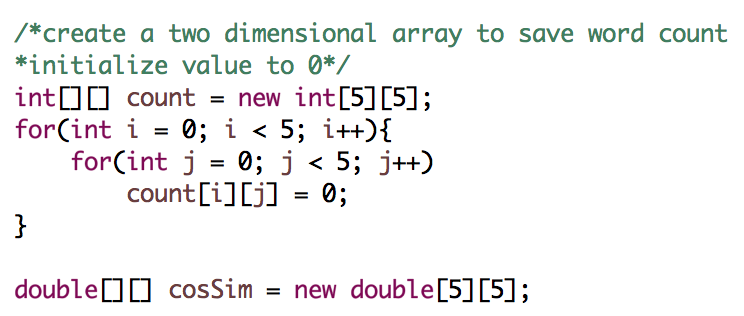 /*create a two dimensional array to save word count
*initialize value to 0*/
int[][] count = new int[5][5];
for(int i = 0; i < 5; i++){
    for(int j = 0; j < 5; j++)
        count[i][j] = 0;
}

double[][] cosSim = new double[5][5];